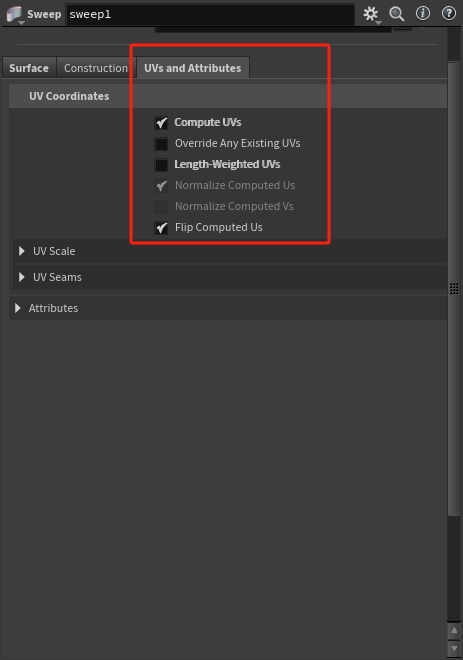 Sweep sweep1
Surface Construction UVs and Attributes
UV Coordinates
Compute UVs
Override Any Existing UVs
Length-Weighted UVs
Normalize Computed Us
Normalize Computed Vs
Flip Computed Us
UV Scale
UV Seams
Attributes